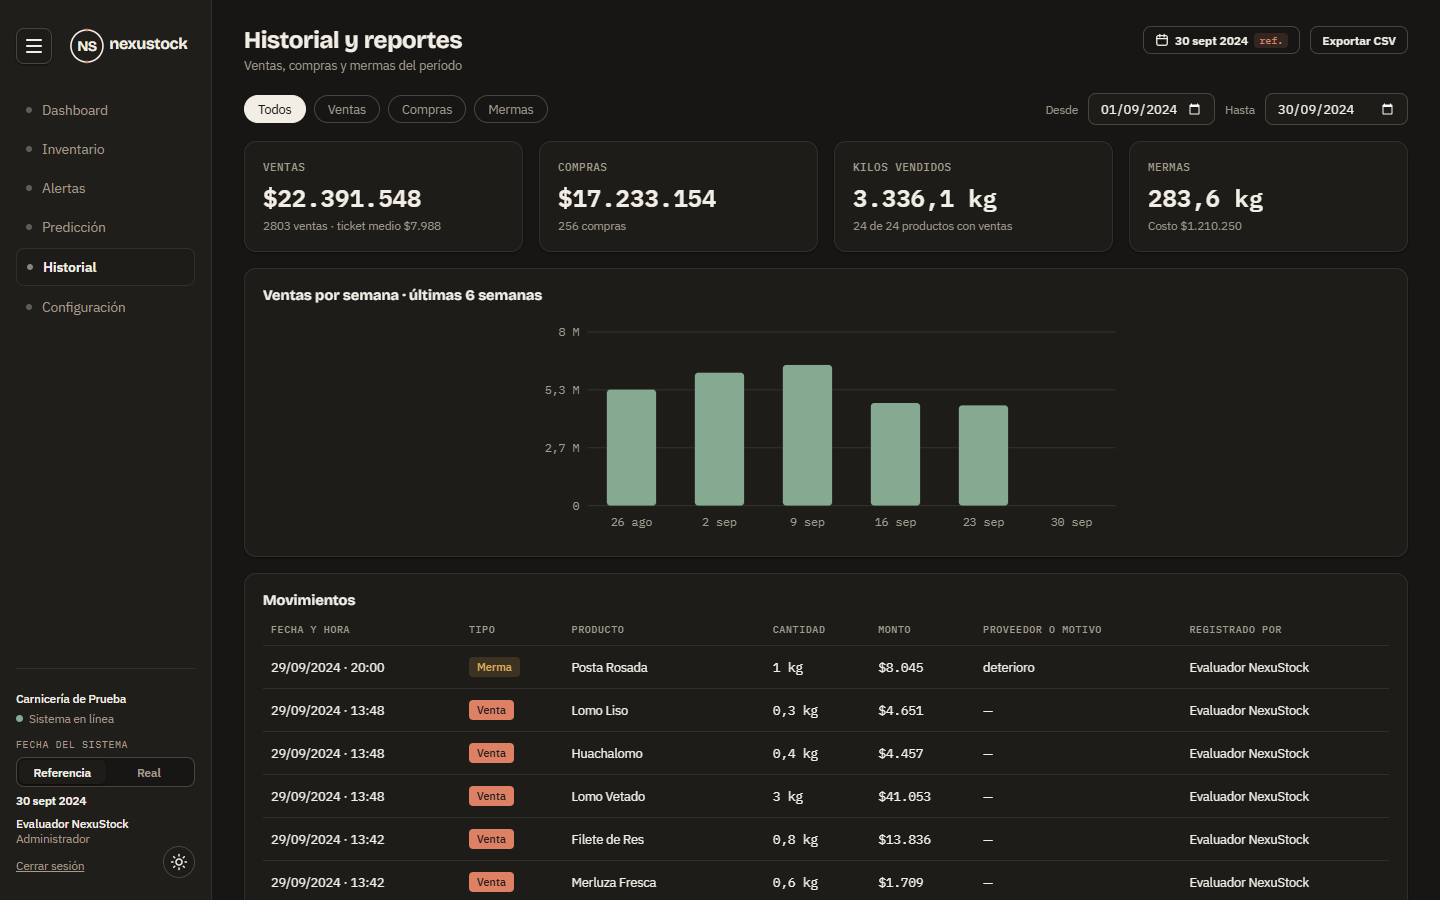 NS nexustock
Dashboard
Inventario
Alertas
Predicción
Historial
Configuración
Carnicería de Prueba
Sistema en línea
FECHA DEL SISTEMA
Referencia Real
30 sept 2024
Evaluador NexuStock
Administrador
Cerrar sesión
Historial y reportes
Ventas, compras y mermas del período
30 sept 2024 ref.
Exportar CSV
Todos Ventas Compras Mermas
Desde 01/09/2024 Hasta 30/09/2024
VENTAS
$22.391.548
2803 ventas · ticket medio $7.988
COMPRAS
$17.233.154
256 compras
KILOS VENDIDOS
3.336,1 kg
24 de 24 productos con ventas
MERMAS
283,6 kg
Costo $1.210.250
Ventas por semana · últimas 6 semanas
8 M
5,3 M
2,7 M
0
26 ago 2 sep 9 sep 16 sep 23 sep 30 sep
Movimientos
FECHA Y HORA TIPO PRODUCTO CANTIDAD MONTO PROVEEDOR O MOTIVO REGISTRADO POR
29/09/2024 · 20:00 Merma Posta Rosada 1 kg $8.045 deterioro Evaluador NexuStock
29/09/2024 · 13:48 Venta Lomo Liso 0,3 kg $4.651 — Evaluador NexuStock
29/09/2024 · 13:48 Venta Huachalomo 0,4 kg $4.457 — Evaluador NexuStock
29/09/2024 · 13:48 Venta Lomo Vetado 3 kg $41.053 — Evaluador NexuStock
29/09/2024 · 13:42 Venta Filete de Res 0,8 kg $13.836 — Evaluador NexuStock
29/09/2024 · 13:42 Venta Merluza Fresca 0,6 kg $1.709 — Evaluador NexuStock